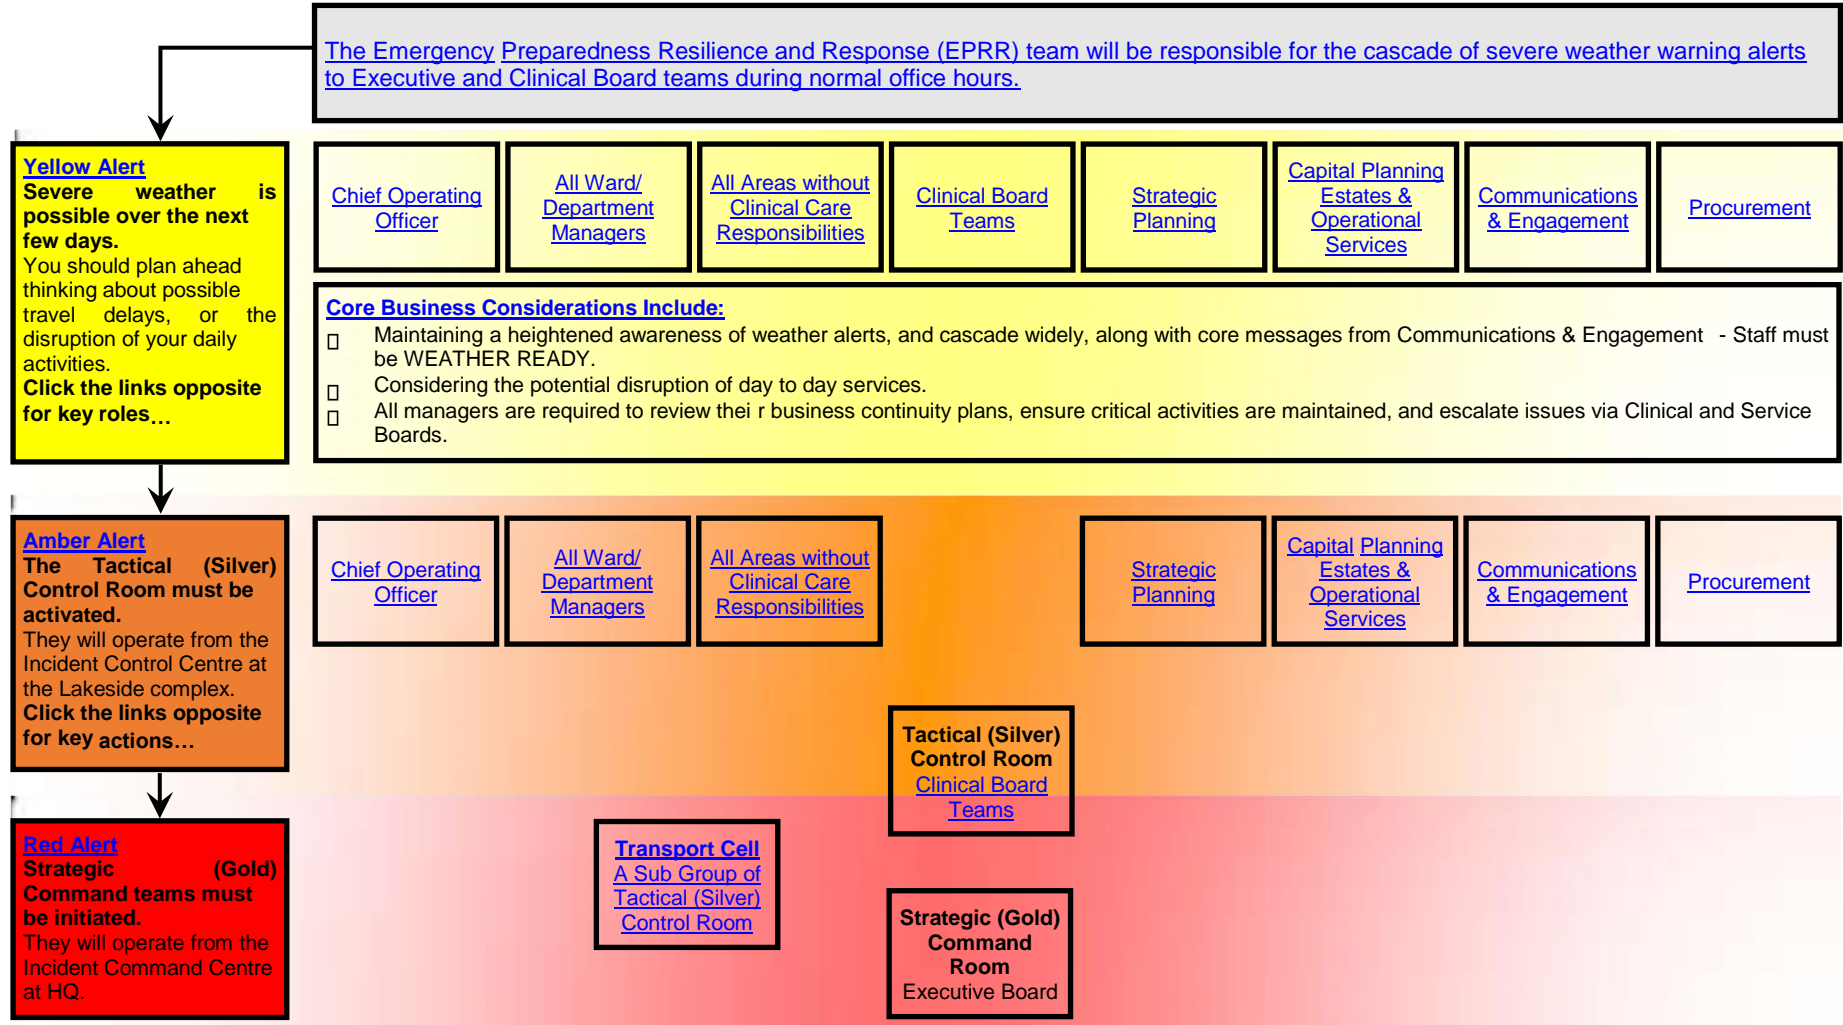 The Emergency Preparedness Resilience and Response (EPRR) team will be responsible for the cascade of severe weather warning alerts
to Executive and Clinical Board teams during normal office hours.
Yellow Alert
Severe weather is
possible over the next
few days.
You should plan ahead
thinking about possible
travel delays, or the
disruption of your daily
activities.
Click the links opposite
for key roles…
Chief Operating
Officer
All Ward/
Department
Managers
All Areas without
Clinical Care
Responsibilities
Clinical Board
Teams
Strategic
Planning
Capital Planning
Estates &
Operational
Services
Communications
& Engagement
Procurement
Core Business Considerations Include:
Maintaining a heightened awareness of weather alerts, and cascade widely, along with core messages from Communications & Engagement - Staff must
be WEATHER READY.
Considering the potential disruption of day to day services.
All managers are required to review thei r business continuity plans, ensure critical activities are maintained, and escalate issues via Clinical and Service
Boards.
Amber Alert
The Tactical (Silver)
Control Room must be
activated.
They will operate from the
Incident Control Centre at
the Lakeside complex.
Click the links opposite
for key actions…
Chief Operating
Officer
All Ward/
Department
Managers
All Areas without
Clinical Care
Responsibilities
Strategic
Planning
Capital Planning
Estates &
Operational
Services
Communications
& Engagement
Procurement
Tactical (Silver)
Control Room
Clinical Board
Teams
Red Alert
Strategic (Gold)
Command teams must
be initiated.
They will operate from the
Incident Command Centre
at HQ.
Transport Cell
A Sub Group of
Tactical (Silver)
Control Room
Strategic (Gold)
Command
Room
Executive Board